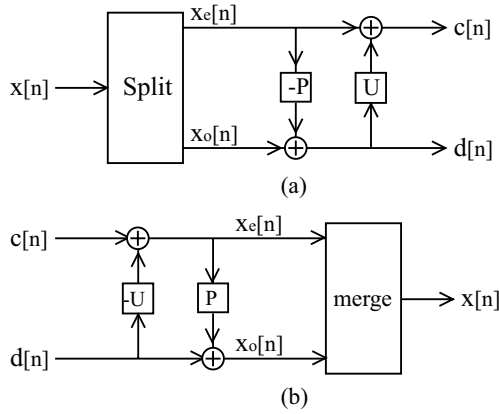 xe[n]
c[n]
x[n]
Split
-P
U
xo[n]
d[n]
(a)
c[n]
xe[n]
-U
P
merge
x[n]
d[n]
xo[n]
(b)